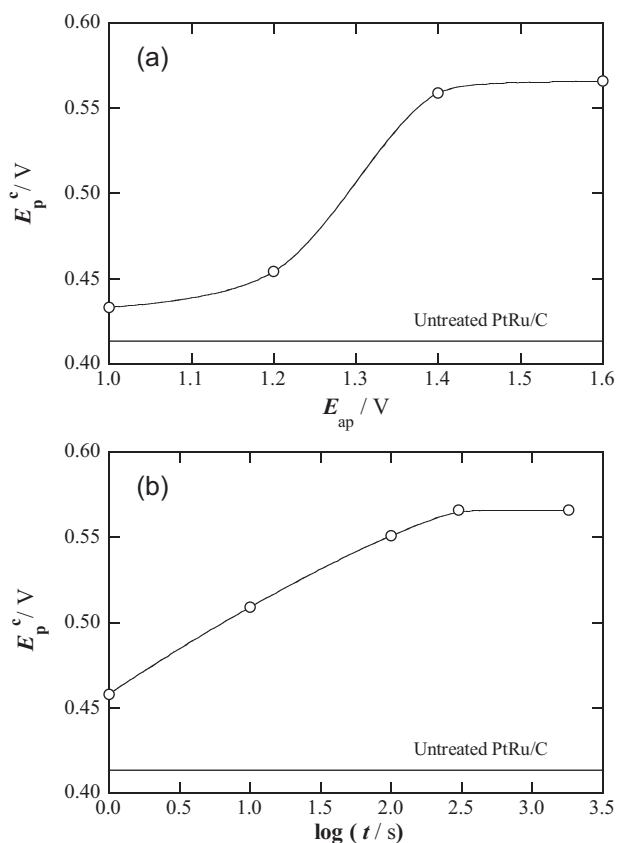 0.60
(a)
0.55
0.50
0.45
0.40
E_p^c / V
Untreated PtRu/C
1.0 1.1 1.2 1.3 1.4 1.5 1.6
E_ap / V
0.60
(b)
0.55
0.50
0.45
0.40
E_p^c / V
Untreated PtRu/C
0.0 0.5 1.0 1.5 2.0 2.5 3.0 3.5
log ( t / s)